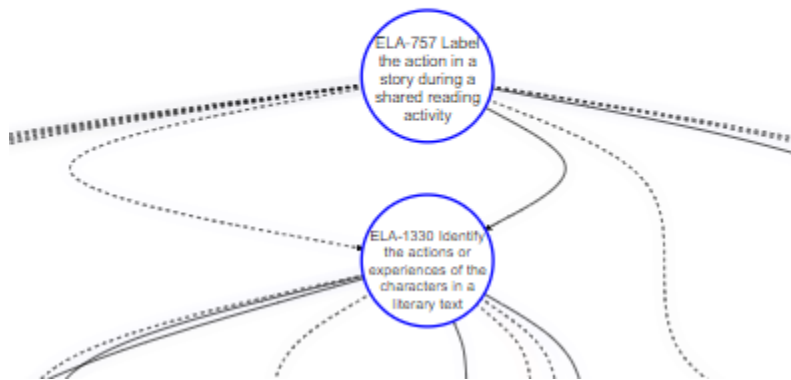 ELA-757 Label
the action in a
story during a
shared reading
activity
ELA-1330 Identify
the actions or
experiences of the
characters in a
literary text